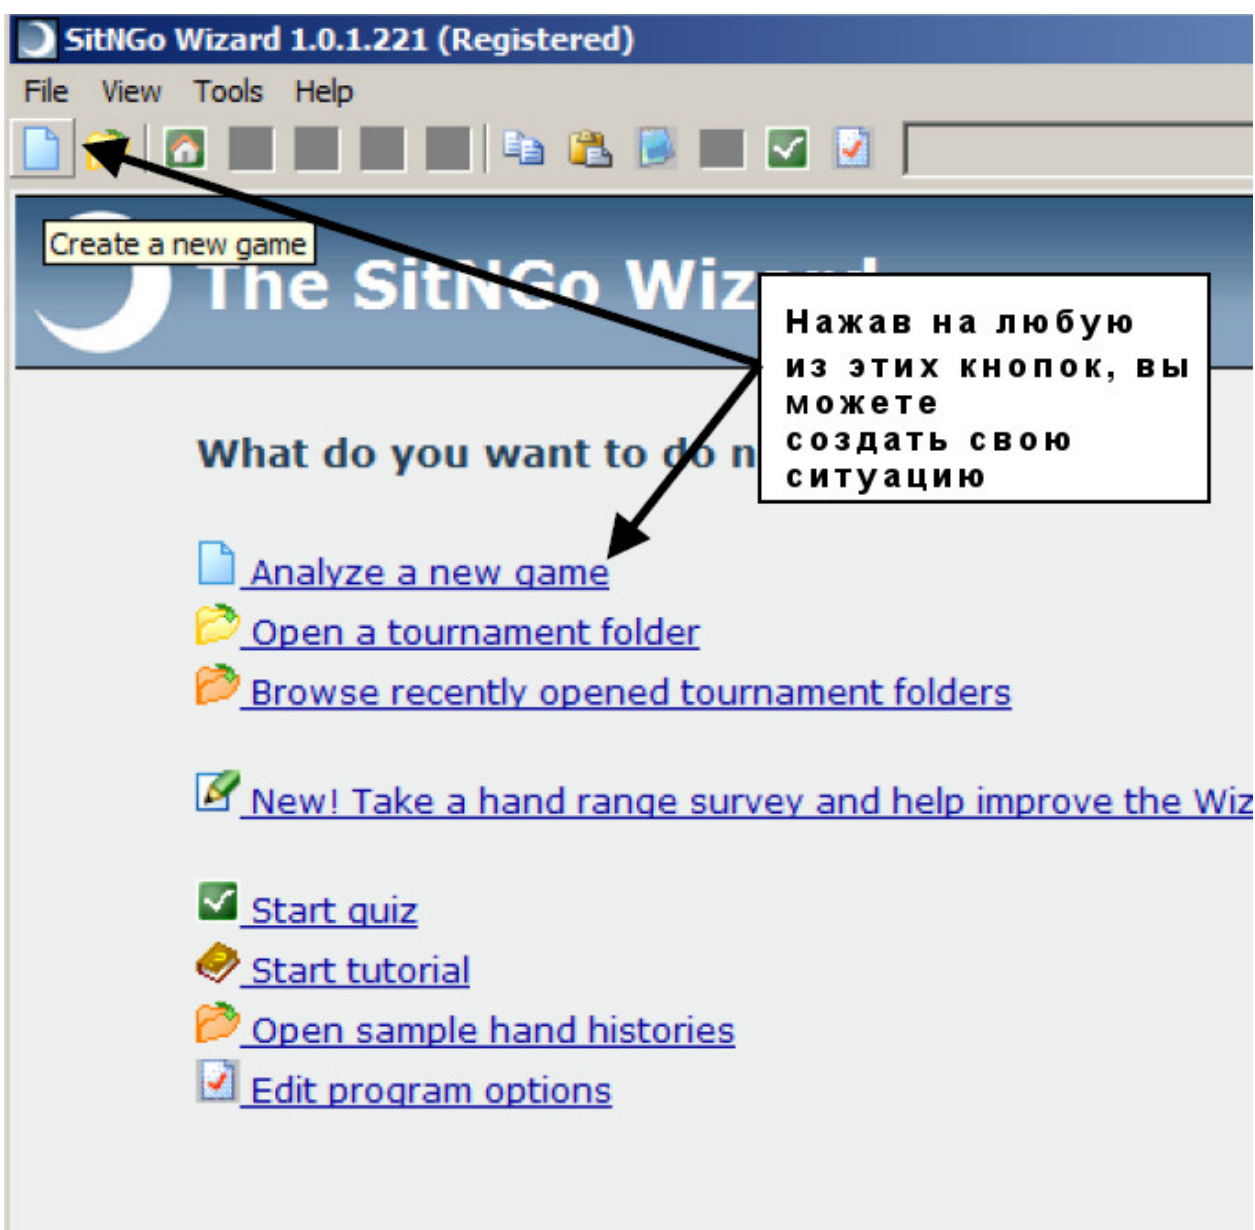 SitNGo Wizard 1.0.1.221 (Registered)
File View Tools Help
Create a new game
The SitNGo Wiz
Нажав на любую
из этих кнопок, вы
можете
создать свою
ситуацию
What do you want to do n
Analyze a new game
Open a tournament folder
Browse recently opened tournament folders
New! Take a hand range survey and help improve the Wiz
Start quiz
Start tutorial
Open sample hand histories
Edit program options